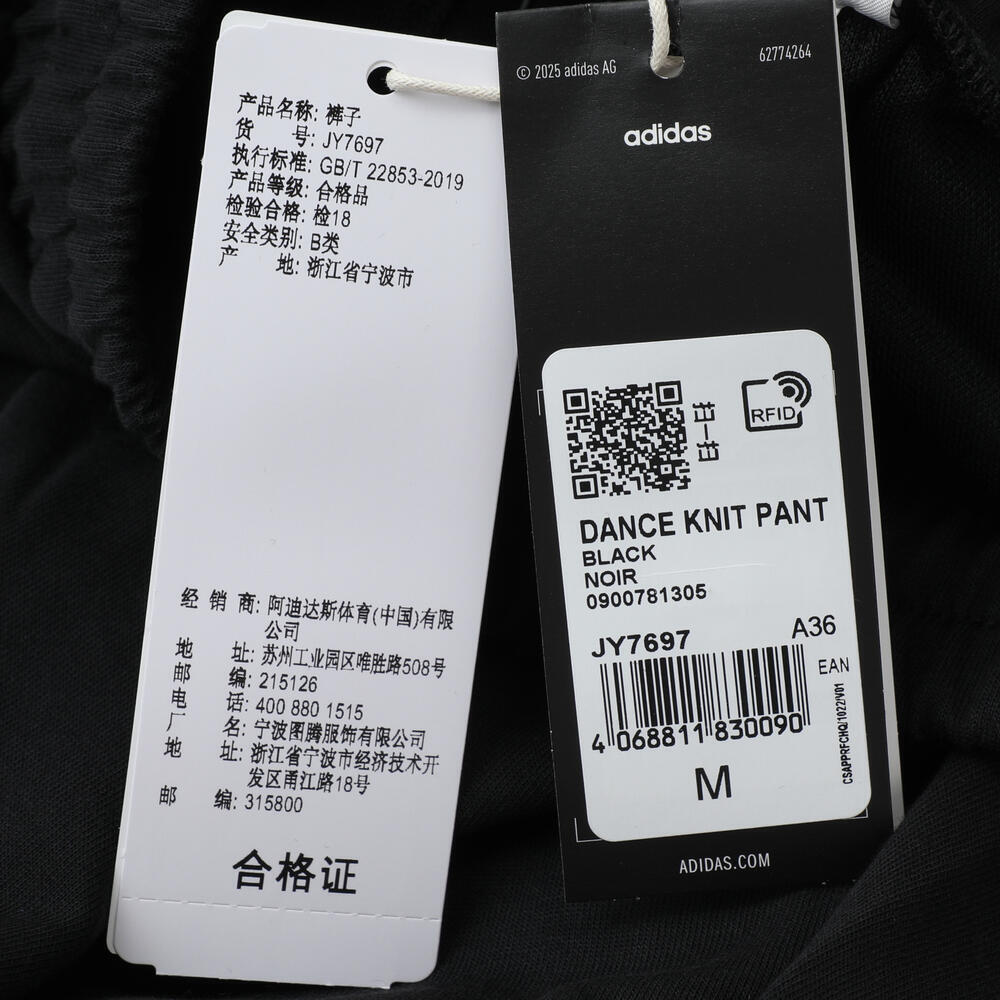 产品名称: 裤子
货 号: JY7697
执行标准: GB/T 22853-2019
产品等级: 合格品
检验合格: 检18
安全类别: B类
产 地: 浙江省宁波市
经 销 商: 阿迪达斯体育(中国)有限
公司
地 址: 苏州工业园区唯胜路508号
邮 编: 215126
电 话: 400 880 1515
厂 名: 宁波图腾服饰有限公司
地 址: 浙江省宁波市经济技术开
发区甬江路18号
邮 编: 315800
合格证
© 2025 adidas AG
62774264
adidas
RFID
DANCE KNIT PANT
BLACK
NOIR
0900781305
JY7697
A36
EAN
4 068811 830090
CSAPPRFCHQ/1022/V01
M
ADIDAS.COM